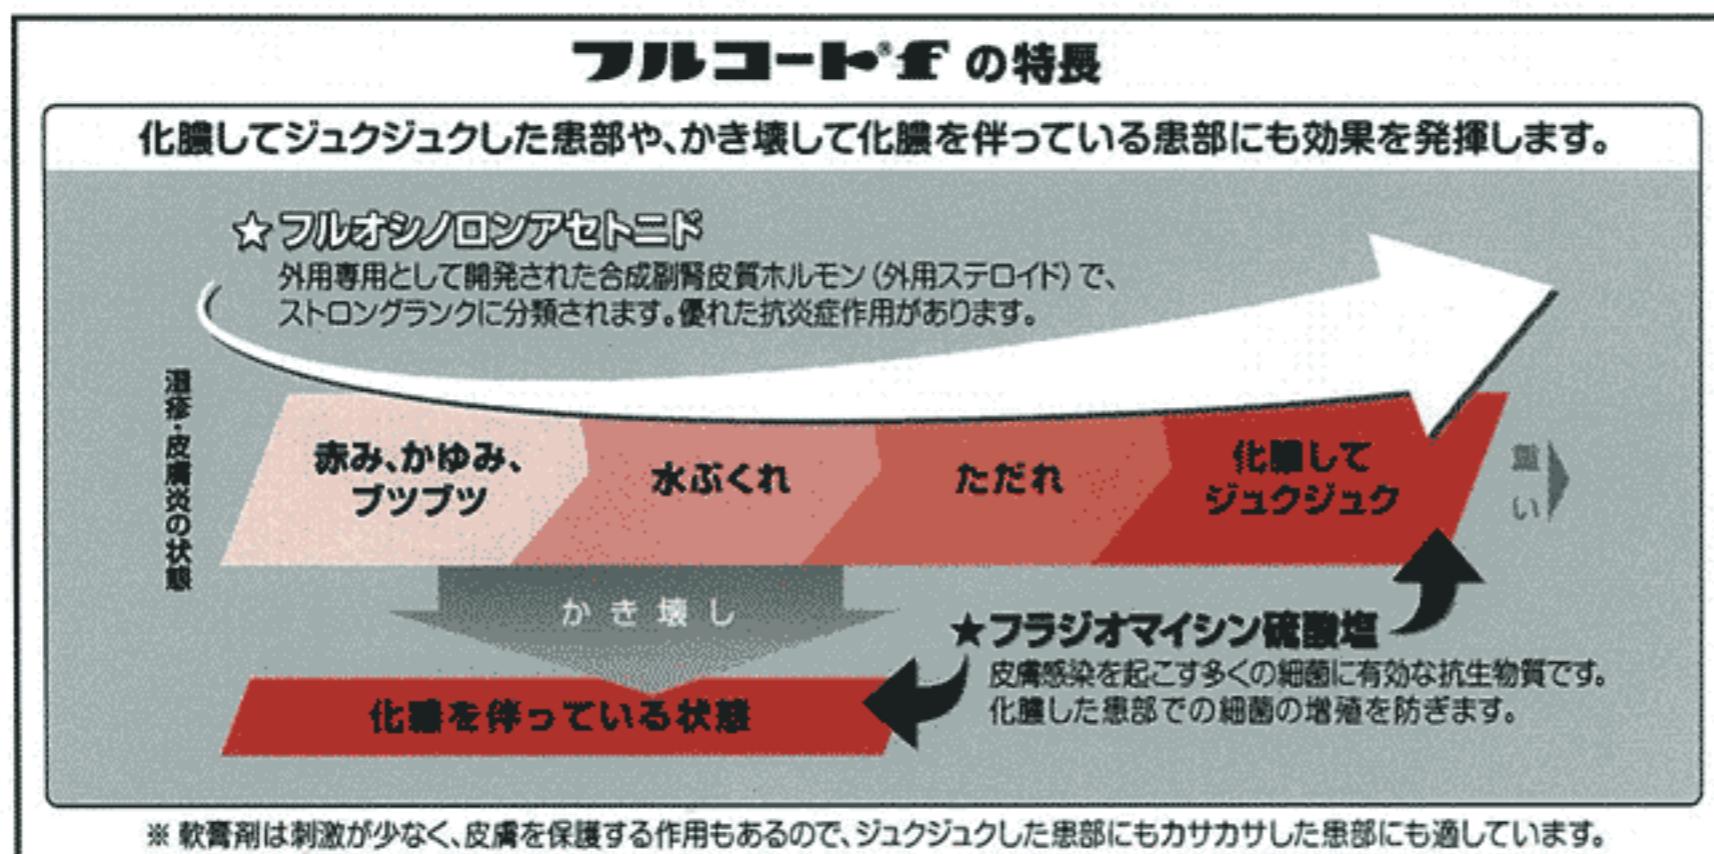 フルコート®f の特長
化膿してジュクジュクした患部や、かき壊して化膿を伴っている患部にも効果を発揮します。
★フルオシノロンアセトニド
外用専用として開発された合成副腎皮質ホルモン（外用ステロイド）で、
ストロングランクに分類されます。優れた抗炎症作用があります。
湿疹・皮膚炎の状態
赤み、かゆみ、
ブツブツ
水ぶくれ
ただれ
化膿して
ジュクジュク
重い
かき壊し
化膿を伴っている状態
★フラジオマイシン硫酸塩
皮膚感染を起こす多くの細菌に有効な抗生物質です。
化膿した患部での細菌の増殖を防ぎます。
※ 軟膏剤は刺激が少なく、皮膚を保護する作用もあるので、ジュクジュクした患部にもカサカサした患部にも適しています。